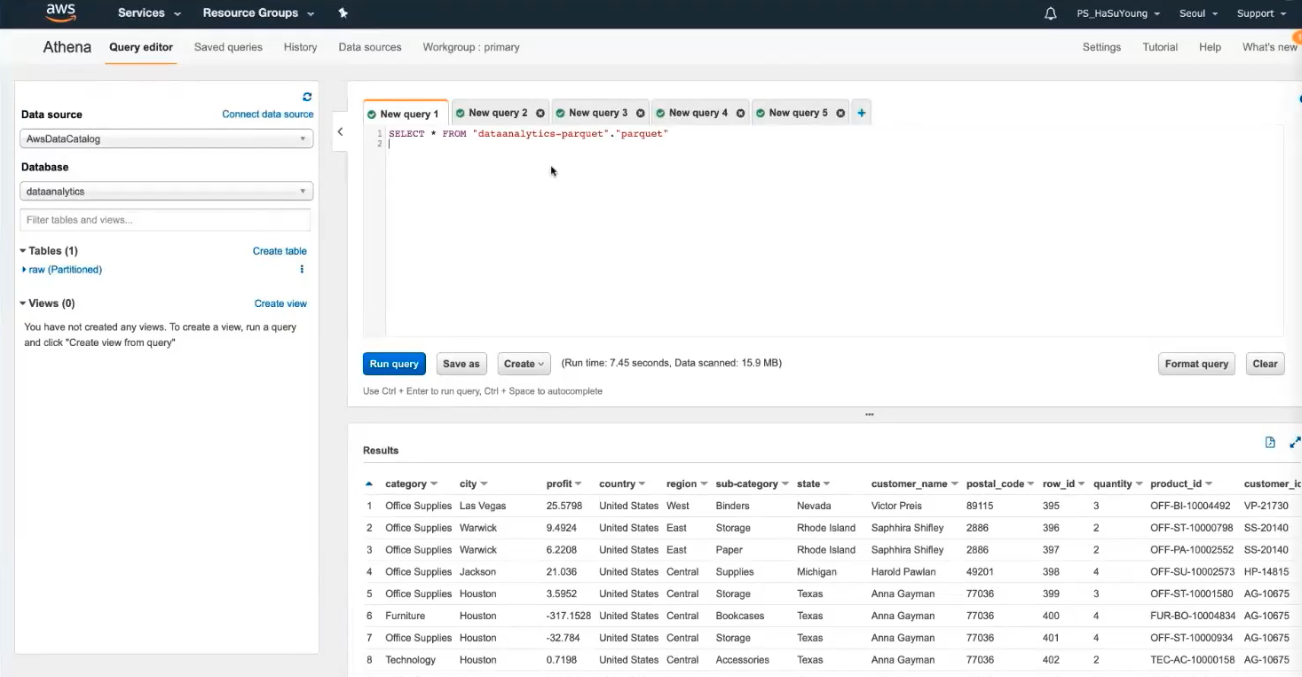 aws Services Resource Groups PS_HaSuYoung Seoul Support
Athena Query editor Saved queries History Data sources Workgroup : primary Settings Tutorial Help What's new
Data source Connect data source
AwsDataCatalog
Database
dataanalytics
Filter tables and views...
Tables (1) Create table
raw (Partitioned)
Views (0) Create view
You have not created any views. To create a view, run a query
and click "Create view from query"
New query 1 New query 2 New query 3 New query 4 New query 5
1 SELECT * FROM "dataanalytics-parquet"."parquet"
2
Run query Save as Create (Run time: 7.45 seconds, Data scanned: 15.9 MB) Format query Clear
Use Ctrl + Enter to run query, Ctrl + Space to autocomplete
Results
category city profit country region sub-category state customer_name postal_code row_id quantity product_id customer_id
1 Office Supplies Las Vegas 25.5798 United States West Binders Nevada Victor Preis 89115 395 3 OFF-BI-10004492 VP-21730
2 Office Supplies Warwick 9.4924 United States East Storage Rhode Island Saphhira Shifley 2886 396 2 OFF-ST-10000798 SS-20140
3 Office Supplies Warwick 6.2208 United States East Paper Rhode Island Saphhira Shifley 2886 397 2 OFF-PA-10002552 SS-20140
4 Office Supplies Jackson 21.036 United States Central Supplies Michigan Harold Pawlan 49201 398 4 OFF-SU-10002573 HP-14815
5 Office Supplies Houston 3.5952 United States Central Storage Texas Anna Gayman 77036 399 3 OFF-ST-10001580 AG-10675
6 Furniture Houston -317.1528 United States Central Bookcases Texas Anna Gayman 77036 400 4 FUR-BO-10004834 AG-10675
7 Office Supplies Houston -32.784 United States Central Storage Texas Anna Gayman 77036 401 4 OFF-ST-10000934 AG-10675
8 Technology Houston 0.7198 United States Central Accessories Texas Anna Gayman 77036 402 2 TEC-AC-10000158 AG-10675